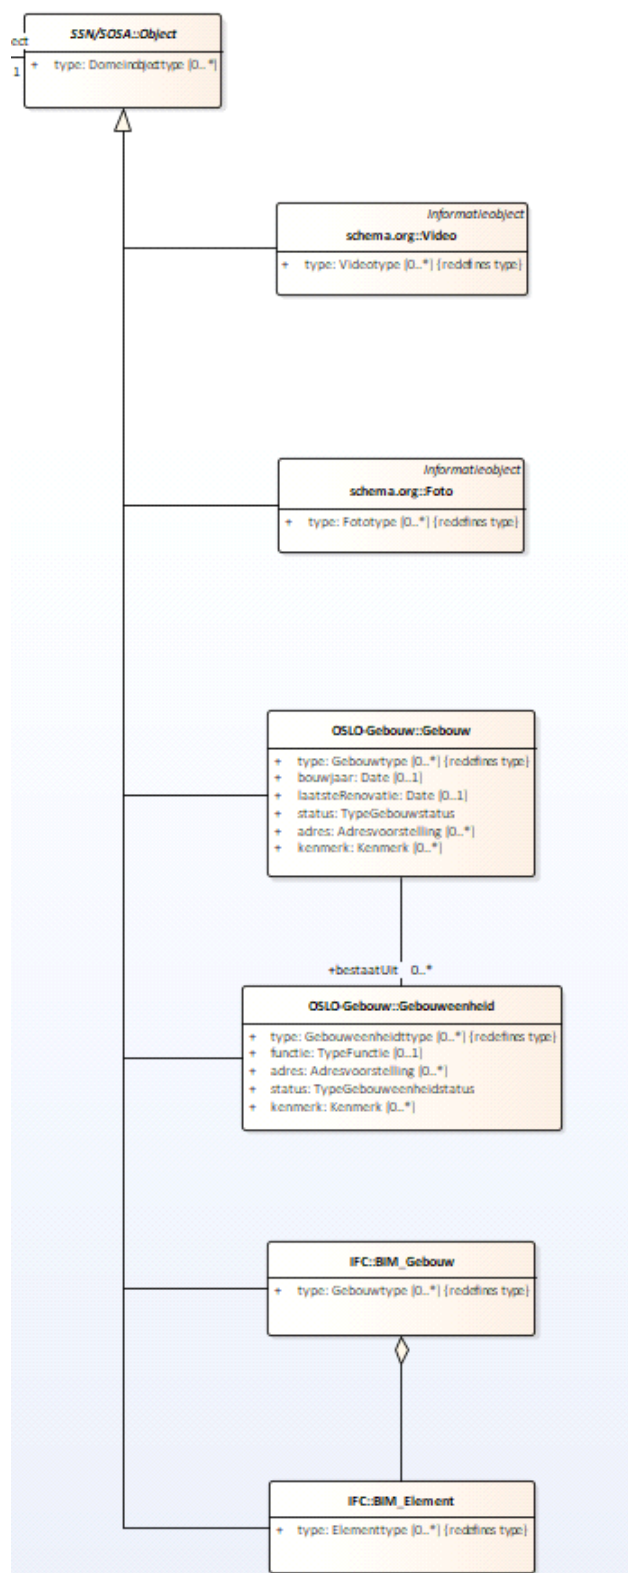 SSN/SOSA::Object
ect
1
+ type: Domeinobjecttype [0..*]
Informatieobject
schema.org::Video
+ type: Videotype [0..*] {redefines type}
Informatieobject
schema.org::Foto
+ type: Fototype [0..*] {redefines type}
OSLO-Gebouw::Gebouw
+ type: Gebouwtype [0..*] {redefines type}
+ bouwjaar: Date [0..1]
+ laatsteRenovatie: Date [0..1]
+ status: TypeGebouwstatus
+ adres: Adresvoorstelling [0..*]
+ kenmerk: Kenmerk [0..*]
+bestaatUit 0..*
OSLO-Gebouw::Gebouweenheid
+ type: Gebouweenheidttype [0..*] {redefines type}
+ functie: TypeFunctie [0..1]
+ adres: Adresvoorstelling [0..*]
+ status: TypeGebouweenheidstatus
+ kenmerk: Kenmerk [0..*]
IFC::BIM_Gebouw
+ type: Gebouwtype [0..*] {redefines type}
IFC::BIM_Element
+ type: Elementtype [0..*] {redefines type}